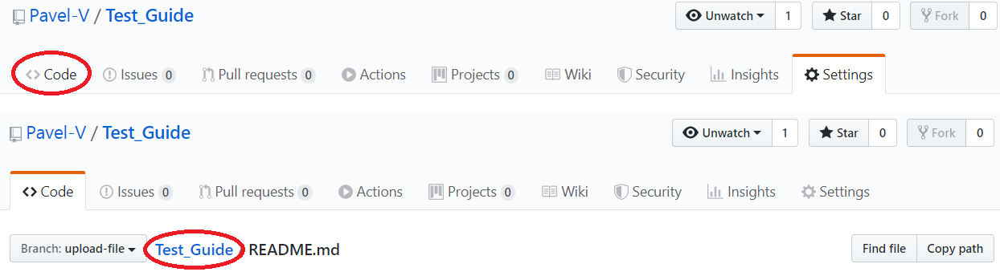 Pavel-V / Test_Guide Unwatch 1 Star 0 Fork 0
Code Issues 0 Pull requests 0 Actions Projects 0 Wiki Security Insights Settings
Pavel-V / Test_Guide Unwatch 1 Star 0 Fork 0
Code Issues 0 Pull requests 0 Actions Projects 0 Wiki Security Insights Settings
Branch: upload-file Test_Guide README.md Find file Copy path